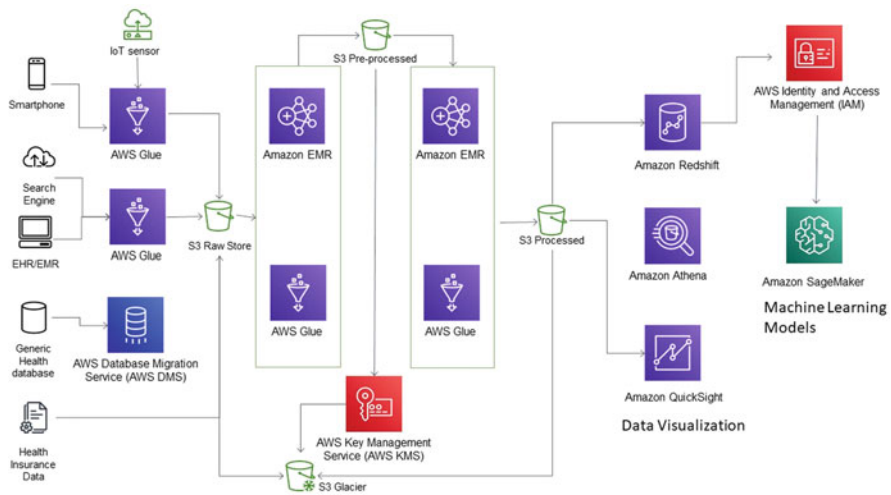 IoT sensor
S3 Pre-processed
Smartphone
AWS Glue
Amazon EMR
Amazon EMR
AWS Identity and Access
Management (IAM)
Amazon Redshift
Search
Engine
AWS Glue
S3 Raw Store
S3 Processed
EHR/EMR
Amazon Athena
Amazon SageMaker
Machine Learning
Models
AWS Glue
AWS Glue
Generic
Health
database
AWS Database Migration
Service (AWS DMS)
Amazon QuickSight
Data Visualization
AWS Key Management
Service (AWS KMS)
Health
Insurance
Data
S3 Glacier